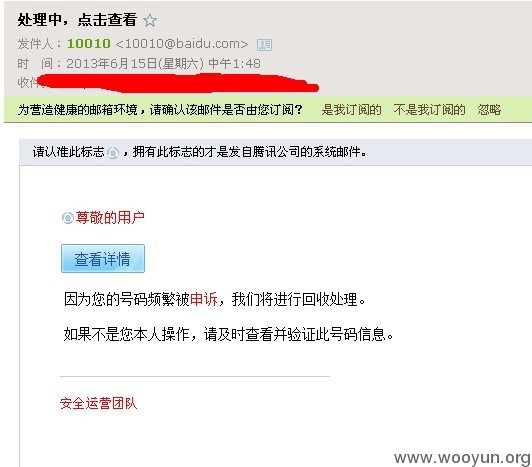 处理中，点击查看
发件人：10010 <10010@baidu.com>
时 间：2013年6月15日(星期六) 中午1:48
收件
为营造健康的邮箱环境，请确认该邮件是否由您订阅？ 是我订阅的 不是我订阅的 忽略
请认准此标志，拥有此标志的才是发自腾讯公司的系统邮件。
尊敬的用户
查看详情
因为您的号码频繁被申诉，我们将进行回收处理。
如果不是您本人操作，请及时查看并验证此号码信息。
安全运营团队
www.wooyun.org